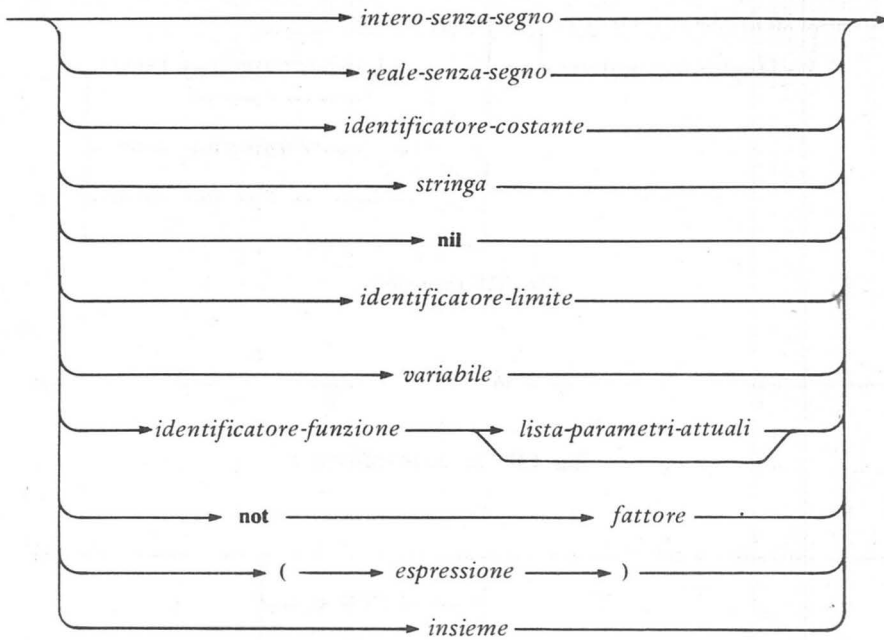 intero-senza-segno
reale-senza-segno
identificatore-costante
stringa
nil
identificatore-limite
variabile
identificatore-funzione lista-parametri-attuali
not fattore
( espressione )
insieme